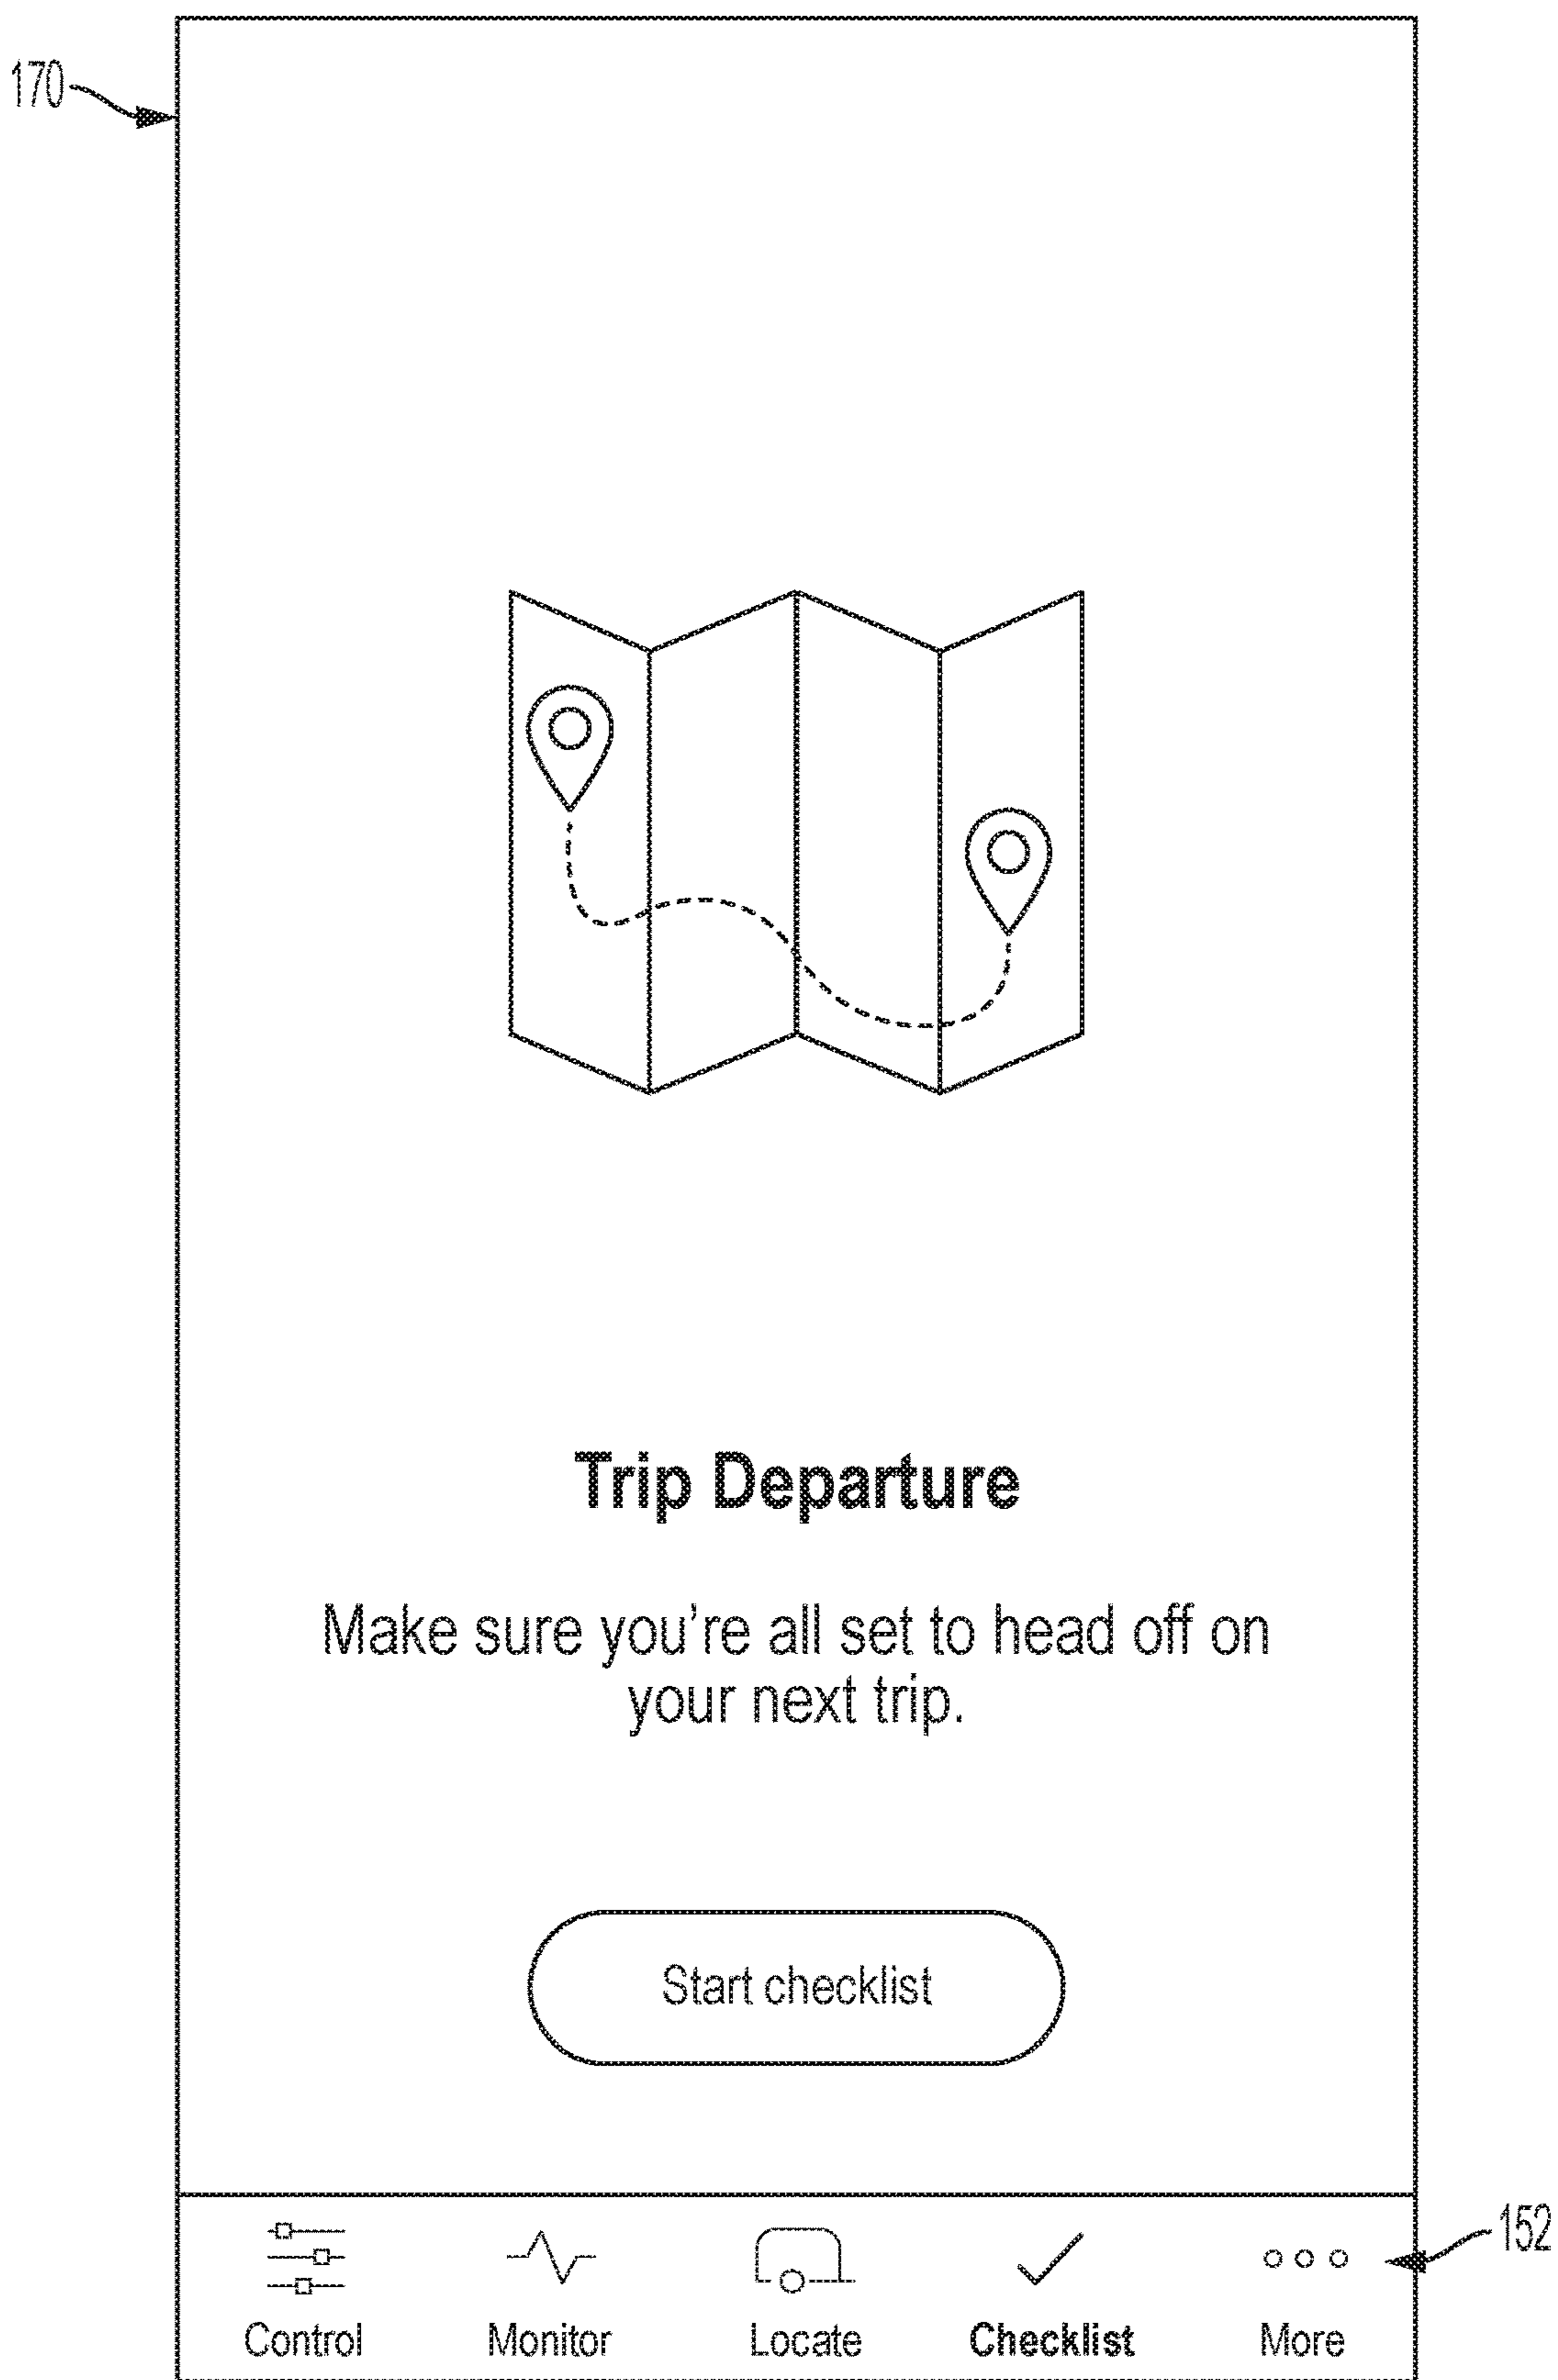 170
Trip Departure
Make sure you’re all set to head off on
your next trip.
Start checklist
152
Control Monitor Locate Checklist More